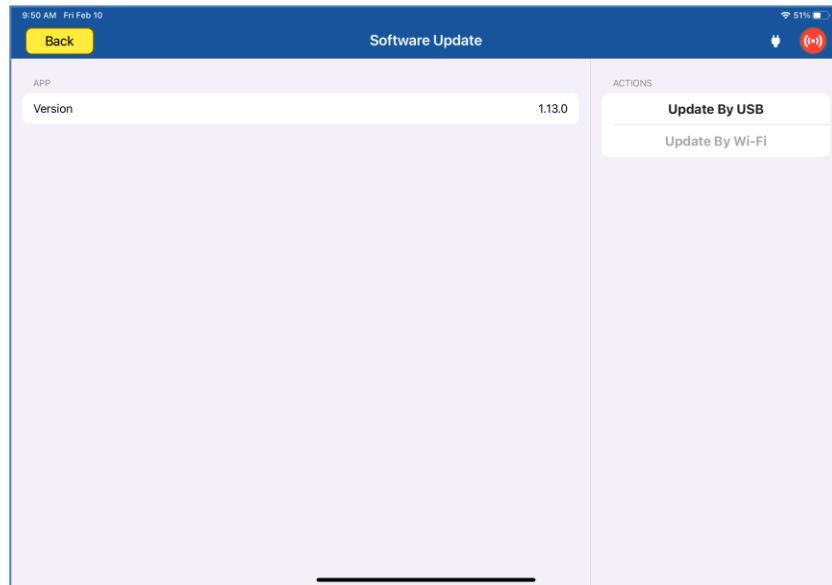 9:50 AM Fri Feb 10 51%
Back Software Update
APP
Version 1.13.0
ACTIONS
Update By USB
Update By Wi-Fi